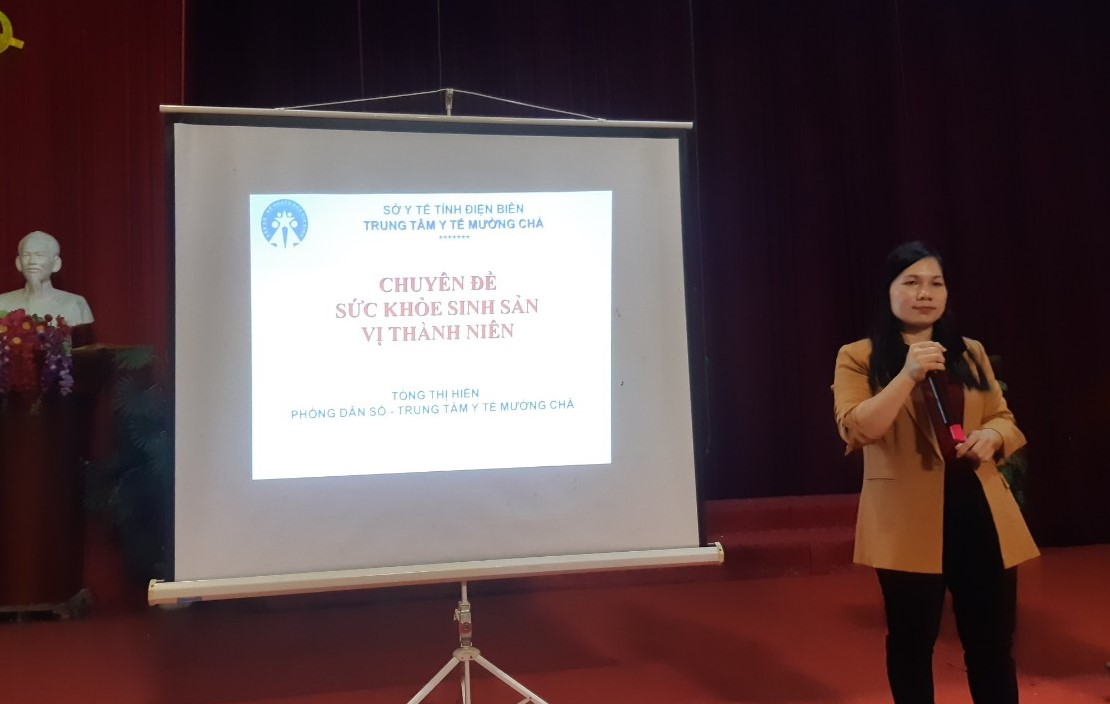 SỞ Y TẾ TỈNH ĐIỆN BIÊN
TRUNG TÂM Y TẾ MƯỜNG CHÀ
*******
CHUYÊN ĐỀ
SỨC KHỎE SINH SẢN
VỊ THÀNH NIÊN
TÒNG THỊ HIÊN
PHÒNG DÂN SỐ - TRUNG TÂM Y TẾ MƯỜNG CHÀ